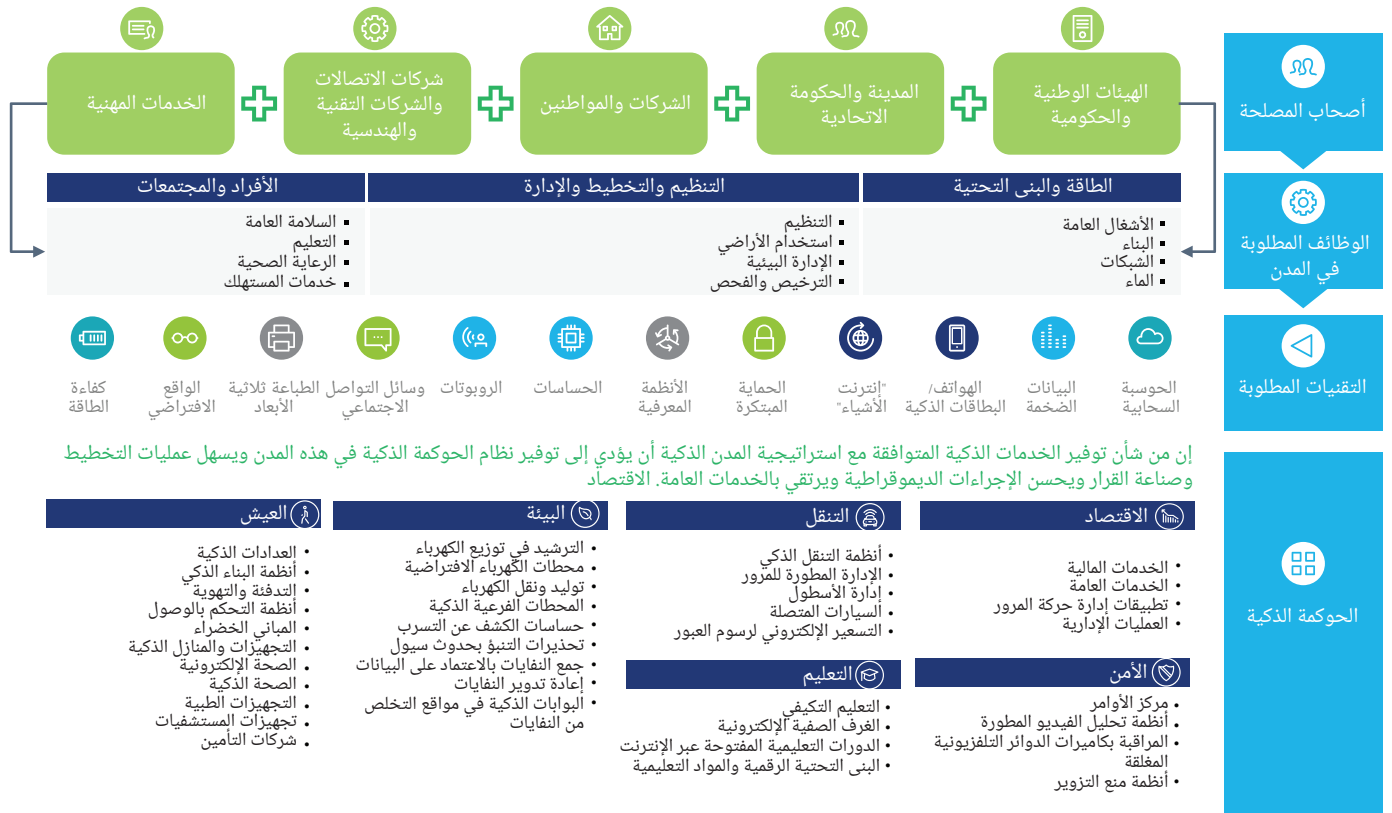 أصحاب المصلحة
الهيئات الوطنية
والحكومية
المدينة والحكومة
الاتحادية
الشركات والمواطنين
شركات الاتصالات
والشركات التقنية
والهندسية
الخدمات المهنية
الوظائف المطلوبة
في المدن
الطاقة والبنى التحتية
الأشغال العامة
البناء
الشبكات
الماء
التنظيم والتخطيط والإدارة
التنظيم
استخدام الأراضي
الإدارة البيئية
الترخيص والفحص
الأفراد والمجتمعات
السلامة العامة
التعليم
الرعاية الصحية
خدمات المستهلك
التقنيات المطلوبة
الحوسبة
السحابية
البيانات
الضخمة
الهواتف/
البطاقات الذكية
"إنترنت
الأشياء"
الحماية
المبتكرة
الأنظمة
المعرفية
الحساسات
الروبوتات
وسائل التواصل
الاجتماعي
الطباعة ثلاثية
الأبعاد
الواقع
الافتراضي
كفاءة
الطاقة
إن من شأن توفير الخدمات الذكية المتوافقة مع استراتيجية المدن الذكية أن يؤدي إلى توفير نظام الحوكمة الذكية في هذه المدن ويسهل عمليات التخطيط
وصناعة القرار ويحسن الإجراءات الديموقراطية ويرتقي بالخدمات العامة. الاقتصاد
الحوكمة الذكية
الاقتصاد
• الخدمات المالية
• الخدمات العامة
• تطبيقات إدارة حركة المرور
• العمليات الإدارية
التنقل
• أنظمة التنقل الذكي
• الإدارة المطورة للمرور
• إدارة الأسطول
• السيارات المتصلة
• التسعير الإلكتروني لرسوم العبور
البيئة
• الترشيد في توزيع الكهرباء
• محطات الكهرباء الافتراضية
• توليد ونقل الكهرباء
• المحطات الفرعية الذكية
• حساسات الكشف عن التسرب
• تحذيرات التنبؤ بحدوث سيول
• جمع النفايات بالاعتماد على البيانات
• إعادة تدوير النفايات
• البوابات الذكية في مواقع التخلص
من النفايات
العيش
• العدادات الذكية
• أنظمة البناء الذكي
• التدفئة والتهوية
• أنظمة التحكم بالوصول
• المباني الخضراء
• التجهيزات والمنازل الذكية
• الصحة الإلكترونية
• الصحة الذكية
• التجهيزات الطبية
• تجهيزات المستشفيات
• شركات التأمين
الأمن
• مركز الأوامر
• أنظمة تحليل الفيديو المطورة
• المراقبة بكاميرات الدوائر التلفزيونية
المغلقة
• أنظمة منع التزوير
التعليم
• التعليم التكيفي
• الغرف الصفية الإلكترونية
• الدورات التعليمية المفتوحة عبر الإنترنت
• البنى التحتية الرقمية والمواد التعليمية